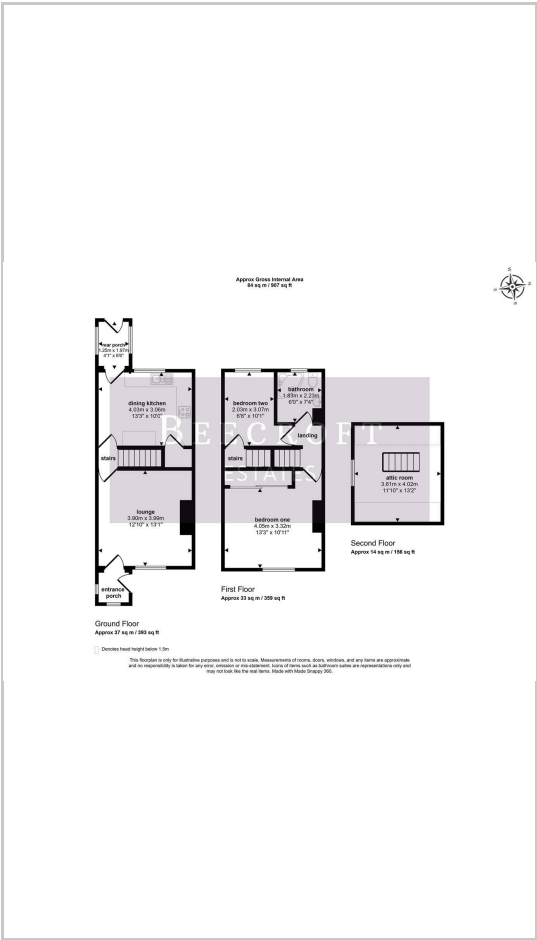 Approx Gross Internal Area
84 sq m / 907 sq ft
rear porch
1.25m x 1.97m
4'1" x 6'6"
dining kitchen
4.03m x 3.06m
13'3" x 10'0"
stairs
lounge
3.90m x 3.99m
12'10" x 13'1"
entrance
porch
Ground Floor
Approx 37 sq m / 393 sq ft
bedroom two
2.03m x 3.07m
6'8" x 10'1"
bathroom
1.83m x 2.23m
6'0" x 7'4"
landing
stairs
bedroom one
4.05m x 3.32m
13'3" x 10'11"
First Floor
Approx 33 sq m / 359 sq ft
attic room
3.61m x 4.02m
11'10" x 13'2"
Second Floor
Approx 14 sq m / 156 sq ft
BEECROFT
ESTATES
Denotes head height below 1.5m
This floorplan is only for illustrative purposes and is not to scale. Measurements of rooms, doors, windows, and any items are approximate
and no responsibility is taken for any error, omission or mis-statement. Icons of items such as bathroom suites are representations only and
may not look like the real items. Made with Made Snappy 360.